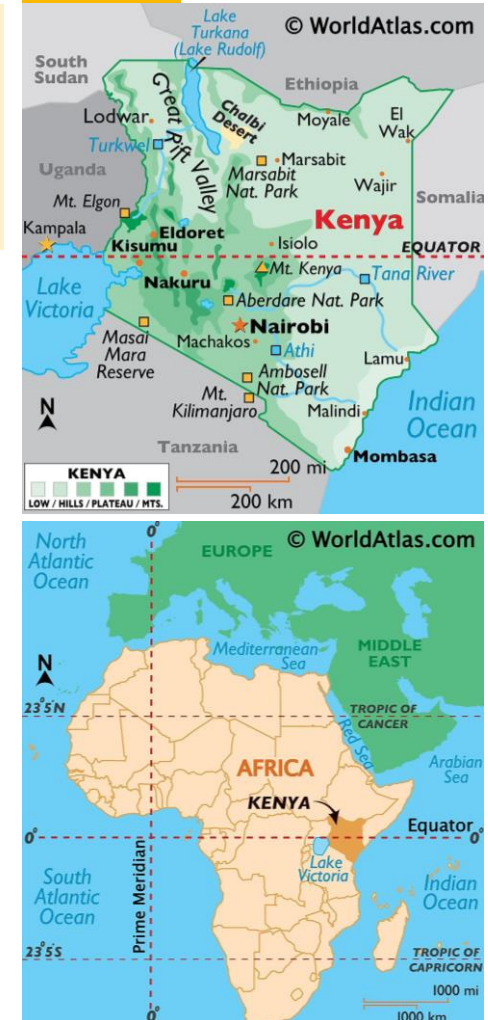 Lake
Turkana
(Lake Rudolf)
© WorldAtlas.com
South
Sudan
Ethiopia
Great Rift Valley
Chalbi
Desert
Lodwar
Moyale
El
Wak
Turkwel
Marsabit
Marsabit
Nat. Park
Uganda
Wajir
Somalia
Mt. Elgon
Kenya
Kampala
Eldoret
Kisumu
Isiolo
EQUATOR
Mt. Kenya
Tana River
Lake
Victoria
Nakuru
Aberdare Nat. Park
Nairobi
Masai
Mara
Reserve
Machakos
Athi
Lamu
Ambosell
Nat. Park
Mt.
Kilimanjaro
Malindi
Indian
Ocean
N
Tanzania
Mombasa
KENYA
LOW / HILLS / PLATEAU / MTS.
200 mi
200 km
0°
© WorldAtlas.com
North
Atlantic
Ocean
EUROPE
Mediterranean
Sea
MIDDLE
EAST
N
23°5N
TROPIC OF
CANCER
Red Sea
Arabian
Sea
AFRICA
KENYA
Equator
0°
0°
Prime Meridian
Lake
Victoria
South
Atlantic
Ocean
Indian
Ocean
23°5S
TROPIC OF
CAPRICORN
1000 mi
1000 km
0°